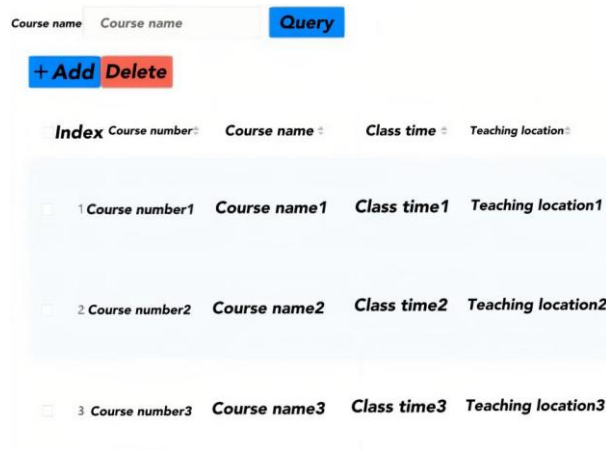 Course name Course name Query
+ Add Delete
Index Course number Course name Class time Teaching location
1 Course number1 Course name1 Class time1 Teaching location1
2 Course number2 Course name2 Class time2 Teaching location2
3 Course number3 Course name3 Class time3 Teaching location3